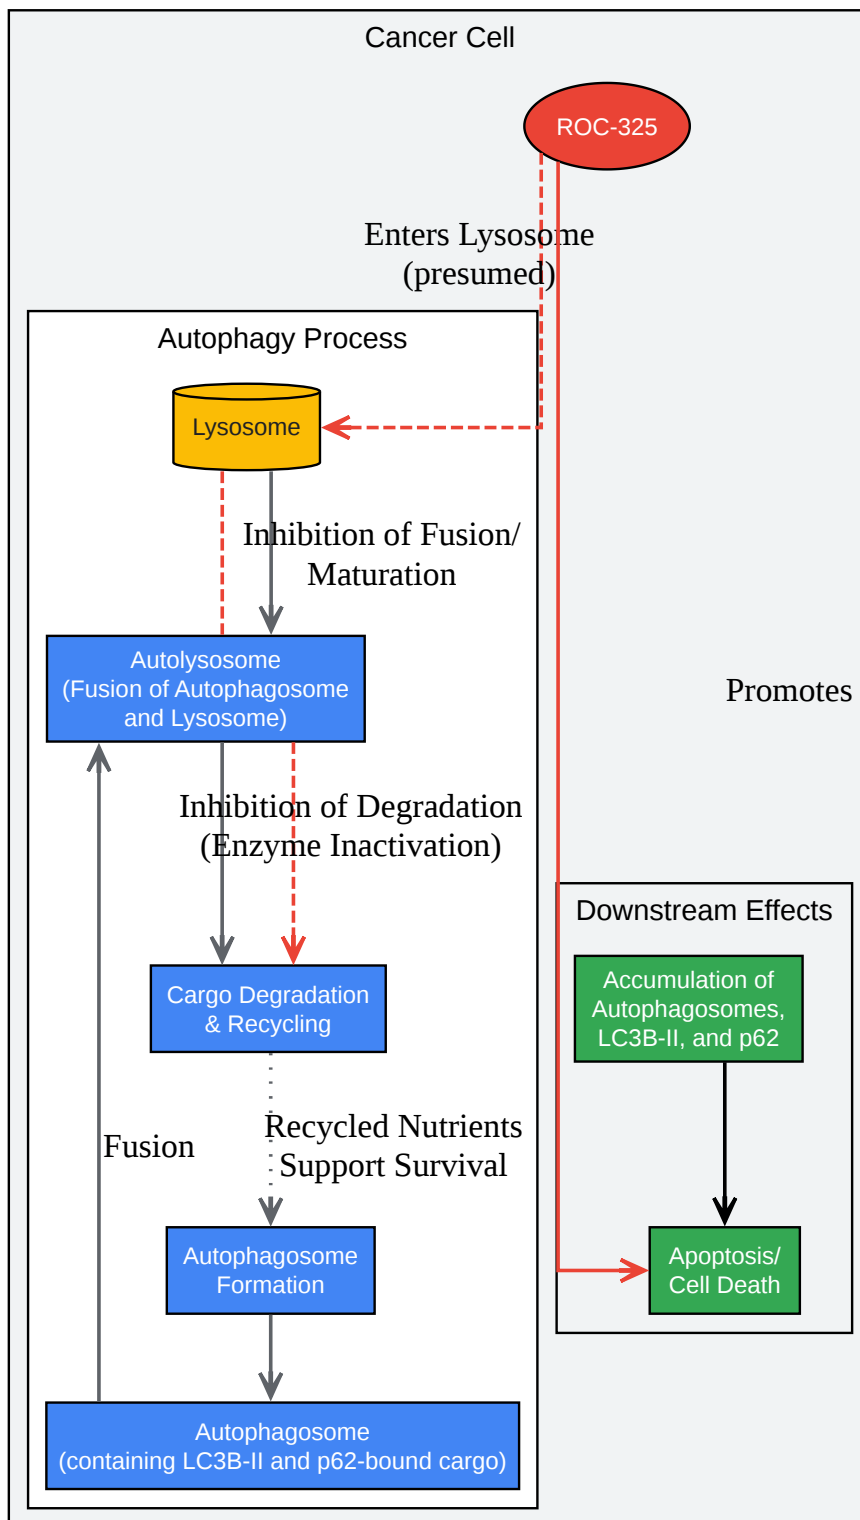 Cancer Cell
ROC-325
Enters Lysosome
(presumed)
Autophagy Process
Lysosome
Inhibition of Fusion/
Maturation
Autolysosome
(Fusion of Autophagosome
and Lysosome)
Promotes
Inhibition of Degradation
(Enzyme Inactivation)
Downstream Effects
Cargo Degradation
& Recycling
Accumulation of
Autophagosomes,
LC3B-II, and p62
Fusion
Recycled Nutrients
Support Survival
Autophagosome
Formation
Apoptosis/
Cell Death
Autophagosome
(containing LC3B-II and p62-bound cargo)